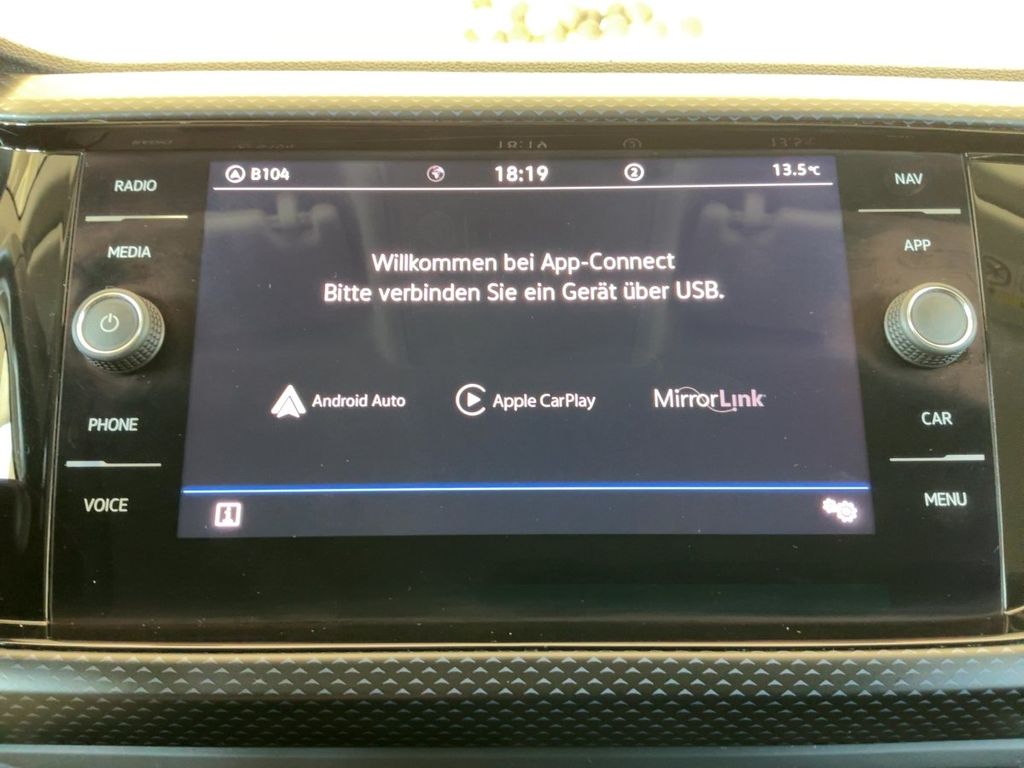 RADIO
MEDIA
PHONE
VOICE
B104
18:19
2
13.5°C
Willkommen bei App-Connect
Bitte verbinden Sie ein Gerät über USB.
Android Auto
Apple CarPlay
MirrorLink
NAV
APP
CAR
MENU